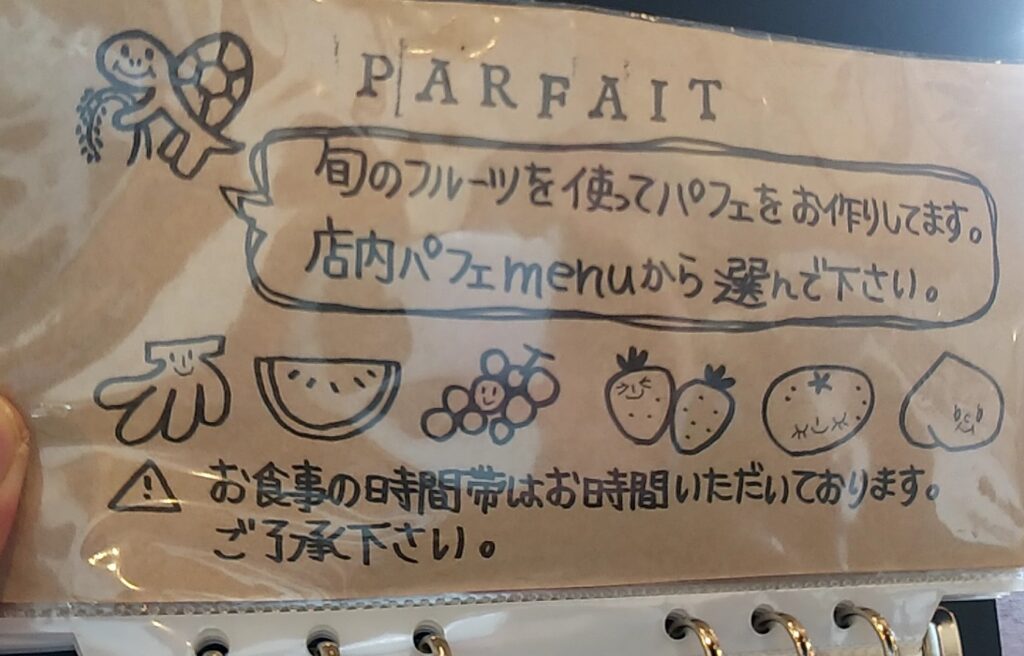 PARFAIT
旬のフルーツを使ってパフェをお作りしてます。
店内パフェmenuから選んで下さい。
お食事の時間帯はお時間いただいております。
ご了承下さい。